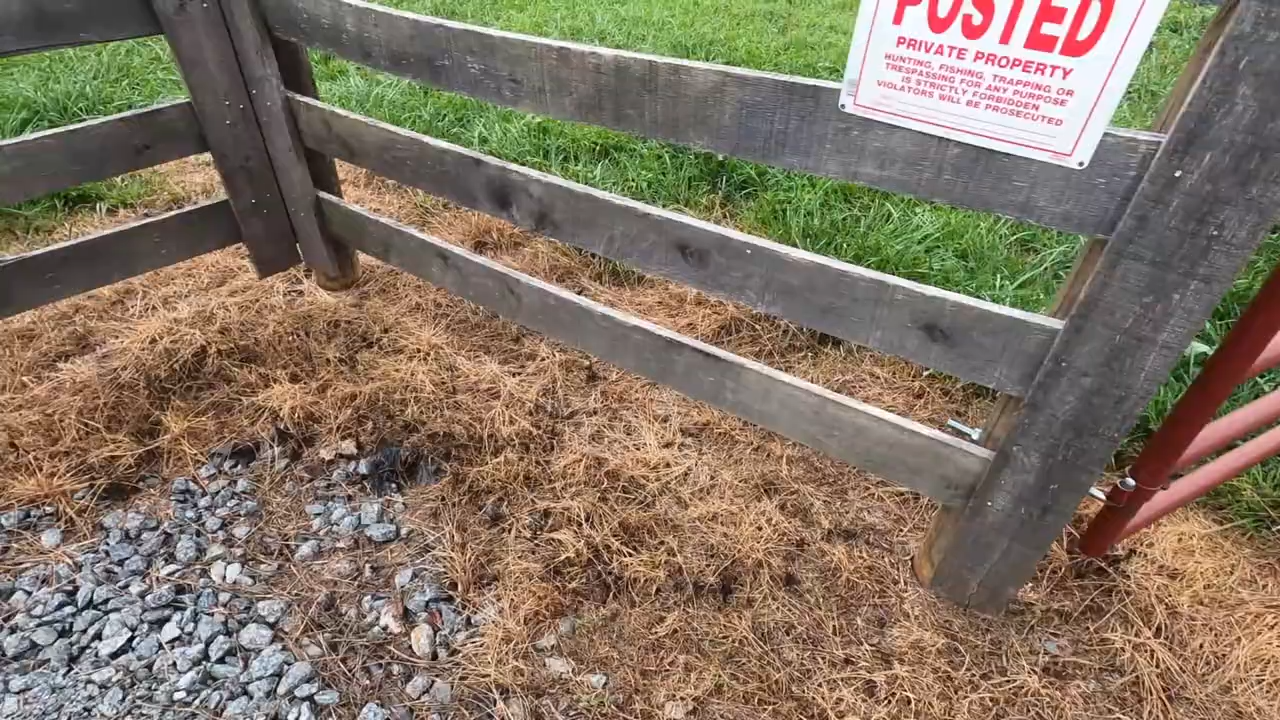 POSTED
PRIVATE PROPERTY
HUNTING, FISHING, TRAPPING OR
TRESPASSING FOR ANY PURPOSE
IS STRICTLY FORBIDDEN
VIOLATORS WILL BE PROSECUTED